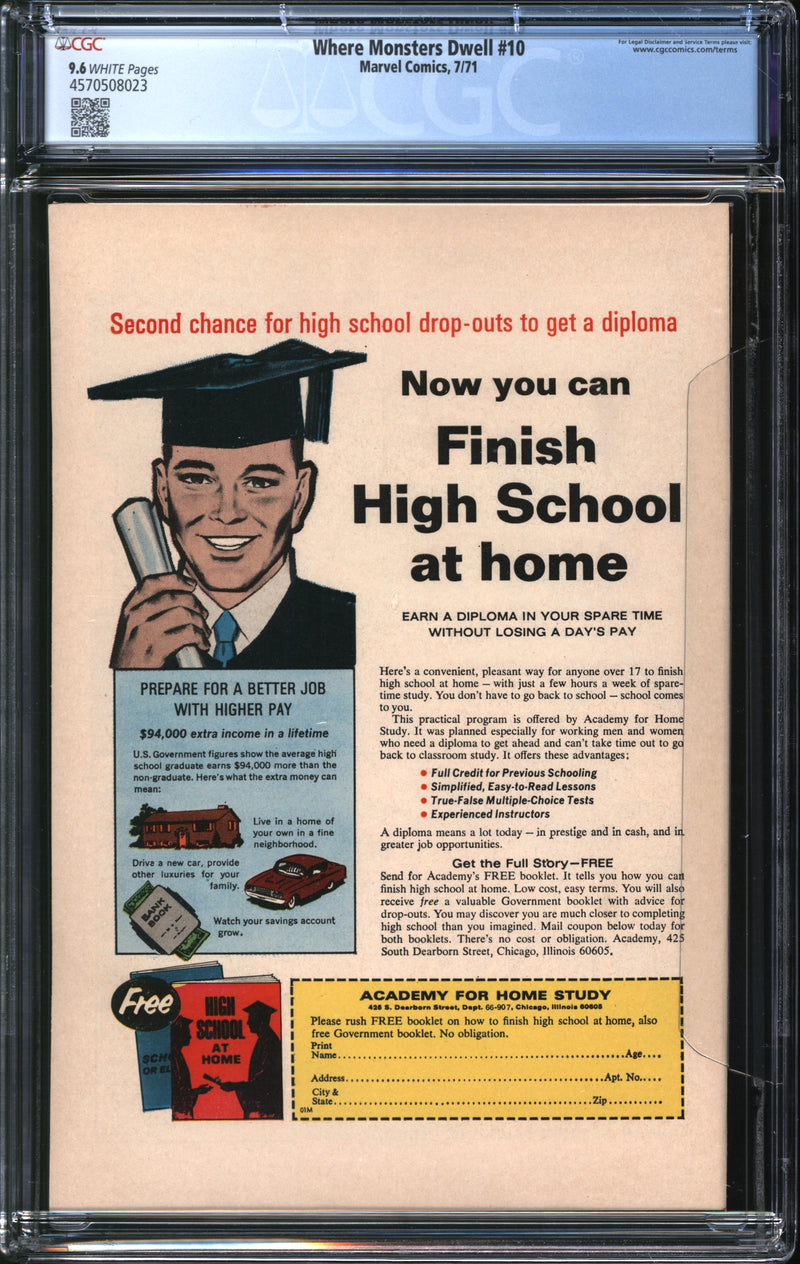 CGC
Where Monsters Dwell #10
Marvel Comics, 7/71
9.6 WHITE Pages
4570508023
For Legal Disclaimer and Service Terms please visit:
www.cgccomics.com/terms
CGC
Second chance for high school drop-outs to get a diploma
Now you can
Finish
High School
at home
EARN A DIPLOMA IN YOUR SPARE TIME
WITHOUT LOSING A DAY'S PAY
PREPARE FOR A BETTER JOB
WITH HIGHER PAY
$94,000 extra income in a lifetime
U.S. Government figures show the average high
school graduate earns $94,000 more than the
non-graduate. Here's what the extra money can
mean:
Live in a home of
your own in a fine
neighborhood.
Drive a new car, provide
other luxuries for your
family.
BANK
BOOK
Watch your savings account
grow.
Here's a convenient, pleasant way for anyone over 17 to finish
high school at home — with just a few hours a week of spare-
time study. You don't have to go back to school — school comes
to you.
This practical program is offered by Academy for Home
Study. It was planned especially for working men and women
who need a diploma to get ahead and can't take time out to go
back to classroom study. It offers these advantages:
• Full Credit for Previous Schooling
• Simplified, Easy-to-Read Lessons
• True-False Multiple-Choice Tests
• Experienced Instructors
A diploma means a lot today — in prestige and in cash, and in
greater job opportunities.
Get the Full Story—FREE
Send for Academy's FREE booklet. It tells you how you can
finish high school at home. Low cost, easy terms. You will also
receive free a valuable Government booklet with advice for
drop-outs. You may discover you are much closer to completing
high school than you imagined. Mail coupon below today for
both booklets. There's no cost or obligation. Academy, 425
South Dearborn Street, Chicago, Illinois 60605.
Free
HIGH
SCHOOL
AT
HOME
SCH
OR EL
ACADEMY FOR HOME STUDY
425 S. Dearborn Street, Dept. 66-907, Chicago, Illinois 60605
Please rush FREE booklet on how to finish high school at home, also
free Government booklet. No obligation.
Print
Name..........Age....
Address..........Apt. No.....
City &
State..........Zip..........
01M